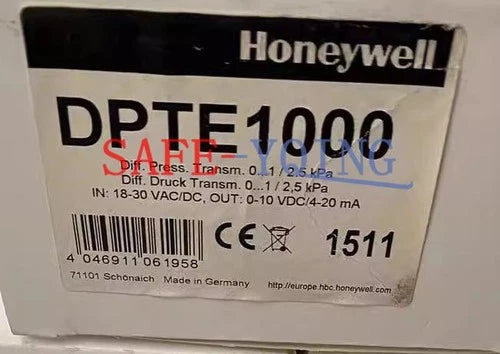 Honeywell
DPTE1000
SAFE-YOING
Diff. Press. Transm. 0...1 / 2.5 kPa
Diff. Druck Transm. 0...1 / 2,5 kPa
IN: 18-30 VAC/DC, OUT: 0-10 VDC/4-20 mA
CE
1511
4 046911 061958
71101 Schönaich Made in Germany
http://europe.hbc.honeywell.com